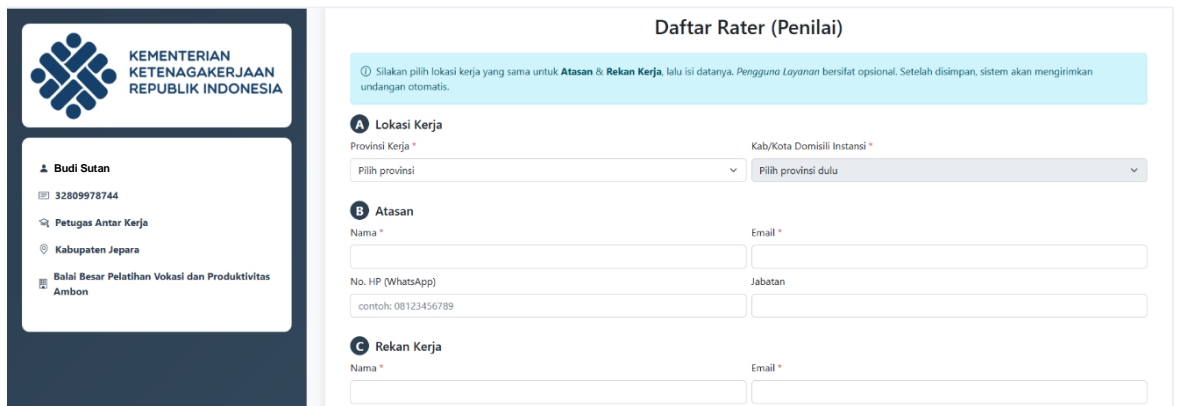 KEMENTERIAN
KETENAGAKERJAAN
REPUBLIK INDONESIA
Budi Sutan
32809978744
Petugas Antar Kerja
Kabupaten Jepara
Balai Besar Pelatihan Vokasi dan Produktivitas
Ambon
Daftar Rater (Penilai)
Silakan pilih lokasi kerja yang sama untuk Atasan & Rekan Kerja, lalu isi datanya. Pengguna Layanan bersifat opsional. Setelah disimpan, sistem akan mengirimkan
undangan otomatis.
A Lokasi Kerja
Provinsi Kerja * Kab/Kota Domisili Instansi *
Pilih provinsi Pilih provinsi dulu
B Atasan
Nama * Email *
No. HP (WhatsApp) Jabatan
contoh: 08123456789
C Rekan Kerja
Nama * Email *